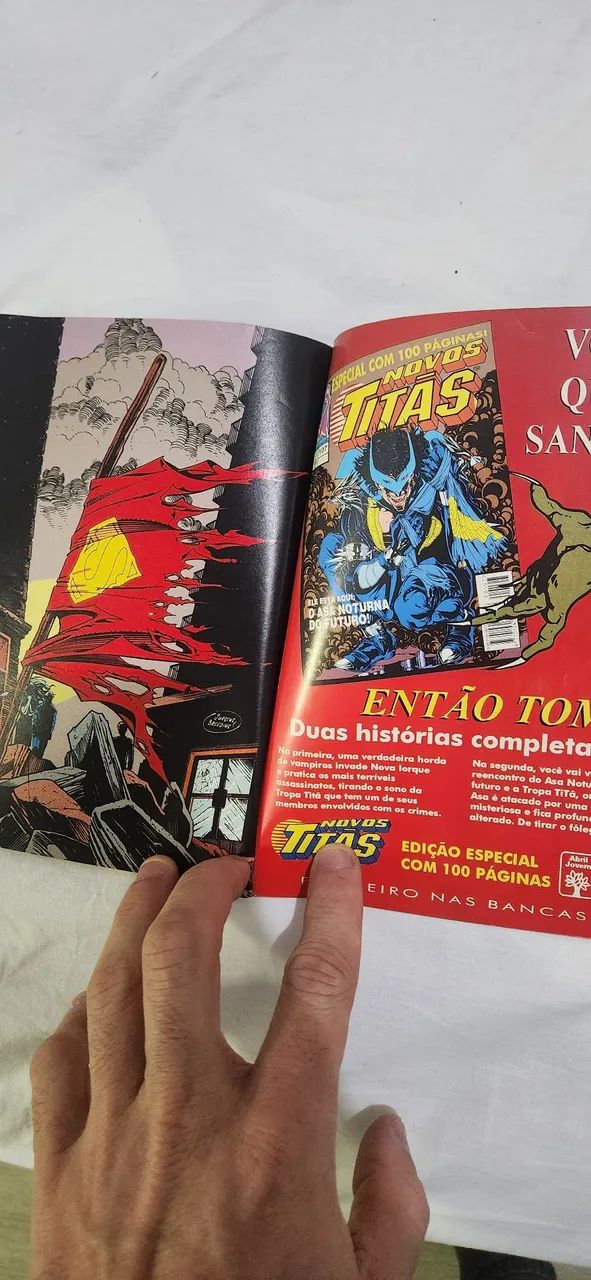 S
JURGENS,
BREEDING
V
Q
SAN
ESPECIAL COM 100 PÁGINAS!
NOVOS
TITÃS
ELE ESTÁ AQUI:
O ASA NOTURNA
DO FUTURO!
ENTÃO TOM
Duas histórias completa
Na primeira, uma verdadeira horda
de vampiros invade Nova Iorque
e pratica os mais terríveis
assassinatos, tirando o sono da
Tropa Titã que tem um de seus
membros envolvidos com os crimes.
Na segunda, você vai v
reencontro do Asa Notu
futuro e a Tropa TITÃ, o
Asa é atacado por uma
misteriosa e fica profun
alterado. De tirar o fôleg
NOVOS
TITÃS
EDIÇÃO ESPECIAL
COM 100 PÁGINAS
Abril
Jovem
EIRO NAS BANCAS